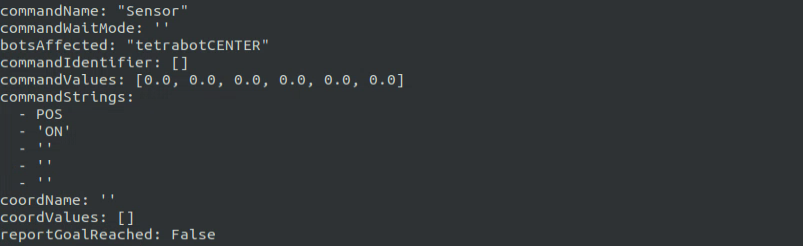 commandName: "Sensor"
commandWaitMode: ''
botsAffected: "tetrabotCENTER"
commandIdentifier: []
commandValues: [0.0, 0.0, 0.0, 0.0, 0.0, 0.0]
commandStrings:
  - POS
  - 'ON'
  - ''
  - ''
  - ''
coordName: ''
coordValues: []
reportGoalReached: False